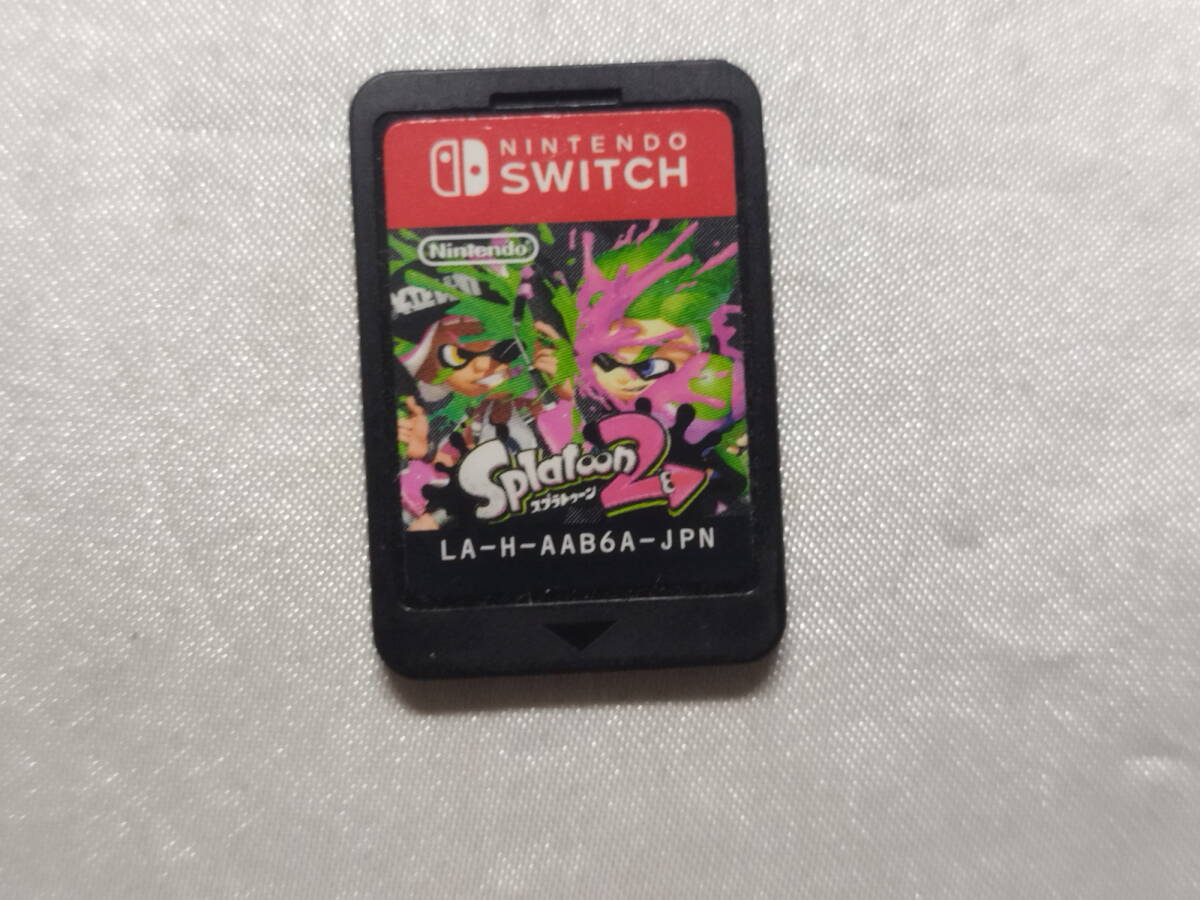 NINTENDO
SWITCH
Nintendo
Splatoon 2
スプラトゥーン
LA-H-AAB6A-JPN